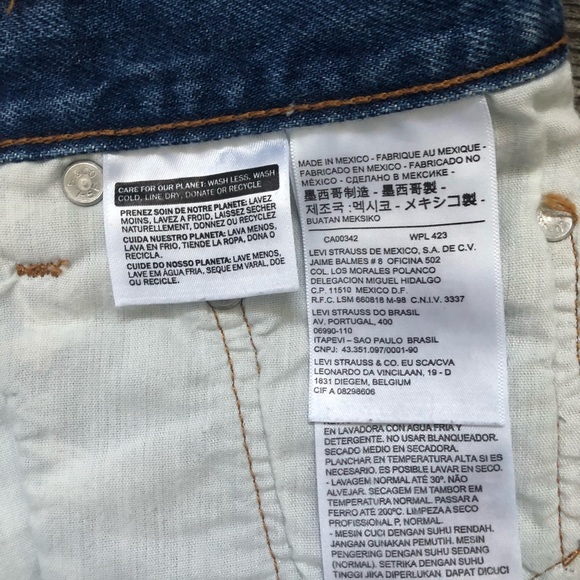 CARE FOR OUR PLANET: WASH LESS, WASH
COLD, LINE DRY, DONATE OR RECYCLE
PRENEZ SOIN DE NOTRE PLANETE: LAVEZ
MOINS, LAVEZ A FROID, LAISSEZ SECHER
NATURELLEMENT, DONNEZ OU RECYCLEZ
CUIDA NUESTRO PLANETA: LAVA MENOS,
LAVA EN FRIO, TIENDE LA ROPA, DONA O
RECICLA.
CUIDE DO NOSSO PLANETA: LAVE MENOS,
LAVE EM ÁGUA FRIA, SEQUE EM VARAL, DOE
OU RECICLE.
MADE IN MEXICO - FABRIQUE AU MEXIQUE -
FABRICADO EN MEXICO - FABRICADO NO
MÉXICO - СДЕЛАНО В МЕКСИКЕ -
墨西哥制造 - 墨西哥製 -
제조국 :멕시코 - メキシコ製 -
BUATAN MEKSIKO
CA00342 WPL 423
LEVI STRAUSS DE MEXICO, S.A. DE C.V.
JAIME BALMES # 8 OFICINA 502
COL. LOS MORALES POLANCO
DELEGACION MIGUEL HIDALGO
C.P. 11510 MEXICO D.F.
R.F.C. LSM 660818 M-98 C.N.I.V. 3337
LEVI STRAUSS DO BRASIL
AV. PORTUGAL, 400
06990-110
ITAPEVI – SAO PAULO BRASIL
CNPJ: 43.351.097/0001-90
LEVI STRAUSS & CO. EU SCA/CVA
LEONARDO DA VINCILAAN, 19 - D
1831 DIEGEM, BELGIUM
CIF A 08298606
EN LAVADORA CON AGUA FRIA Y
DETERGENTE. NO USAR BLANQUEADOR.
SECADO MEDIO EN SECADORA.
PLANCHAR EN TEMPERATURA ALTA SI ES
NECESARIO. ES POSIBLE LAVAR EN SECO.
- LAVAGEM NORMAL ATÉ 30º. NÃO
ALVEJAR. SECAGEM EM TAMBOR EM
TEMPERATURA NORMAL. PASSAR A
FERRO ATÉ 200ºC. LIMPEZA A SECO
PROFISSIONAL P, NORMAL.
- MESIN CUCI DENGAN SUHU RENDAH.
JANGAN GUNAKAN PEMUTIH. MESIN
PENGERING DENGAN SUHU SEDANG
(NORMAL). SETRIKA DENGAN SUHU
TINGGI JIKA DIPERLUKAN. DAPAT DICUCI